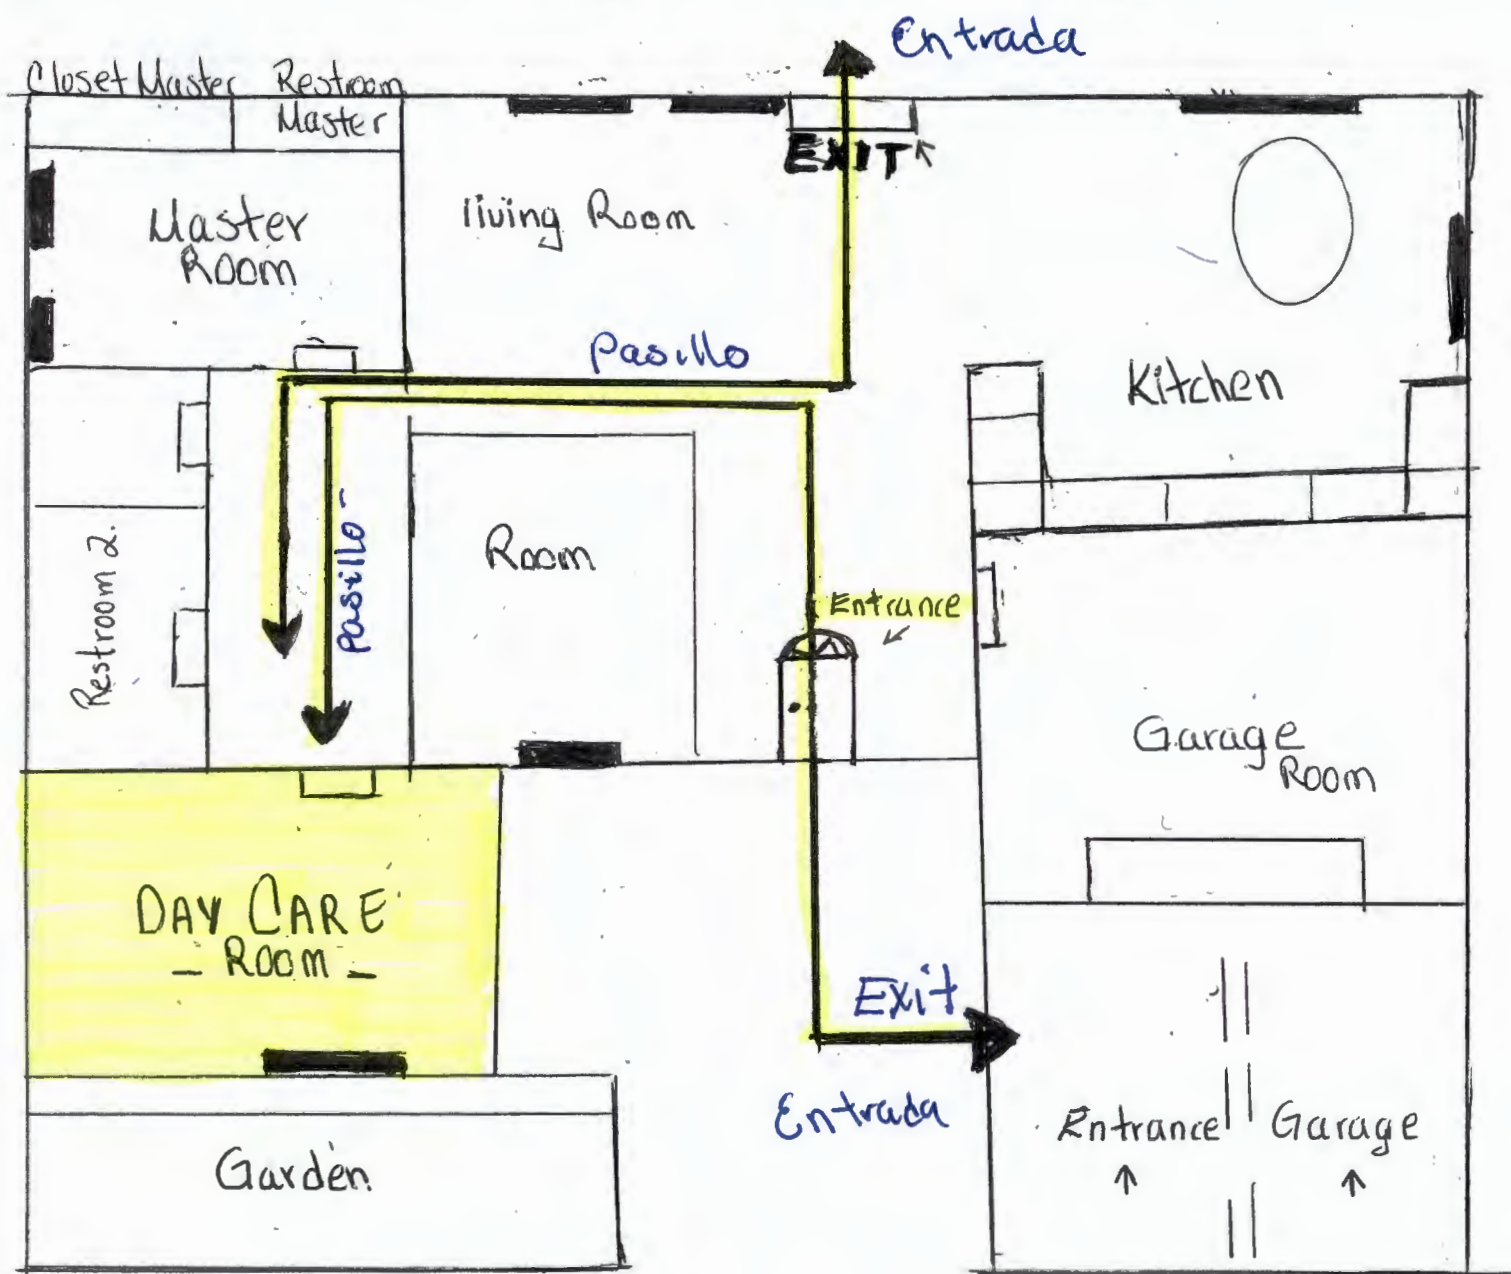 Entrada
Closet Master Restroom
Master
EXIT
living Room
Master
Room
Pasillo
Kitchen
Room
Pasillo
Restroom 2.
Entrance
Garage
Room
DAY CARE
- ROOM -
Exit
Entrada
Entrance Garage
Garden